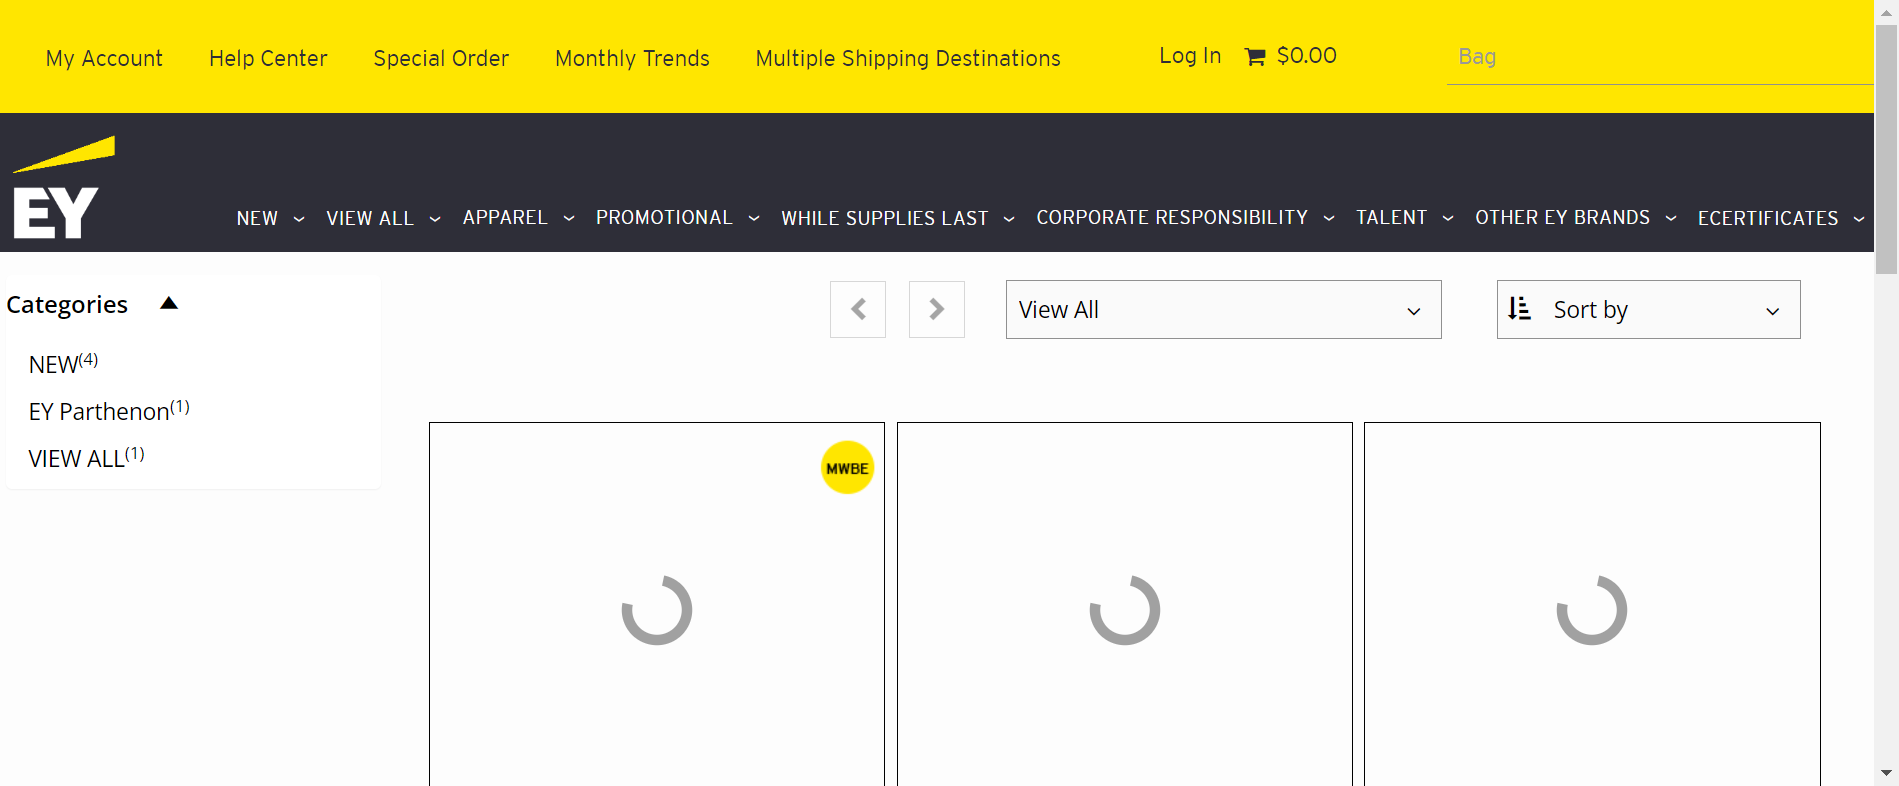 My Account Help Center Special Order Monthly Trends Multiple Shipping Destinations Log In $0.00 Bag
EY
NEW VIEW ALL APPAREL PROMOTIONAL WHILE SUPPLIES LAST CORPORATE RESPONSIBILITY TALENT OTHER EY BRANDS ECERTIFICATES
Categories
NEW(4)
EY Parthenon(1)
VIEW ALL(1)
View All Sort by
MWBE